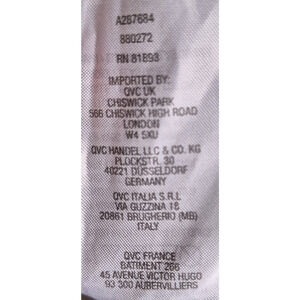 A287684
880272
RN 81893
IMPORTED BY:
QVC UK
CHISWICK PARK
566 CHISWICK HIGH ROAD
LONDON
W4 5XU
QVC HANDEL LLC & CO. KG
PLOCKSTR. 30
40221 DUSSELDORF
GERMANY
QVC ITALIA S.R.L
VIA GUZZINA 18
20861 BRUGHERIO (MB)
ITALY
QVC FRANCE
BATIMENT 266
45 AVENUE VICTOR HUGO
93 300 AUBERVILLIERS